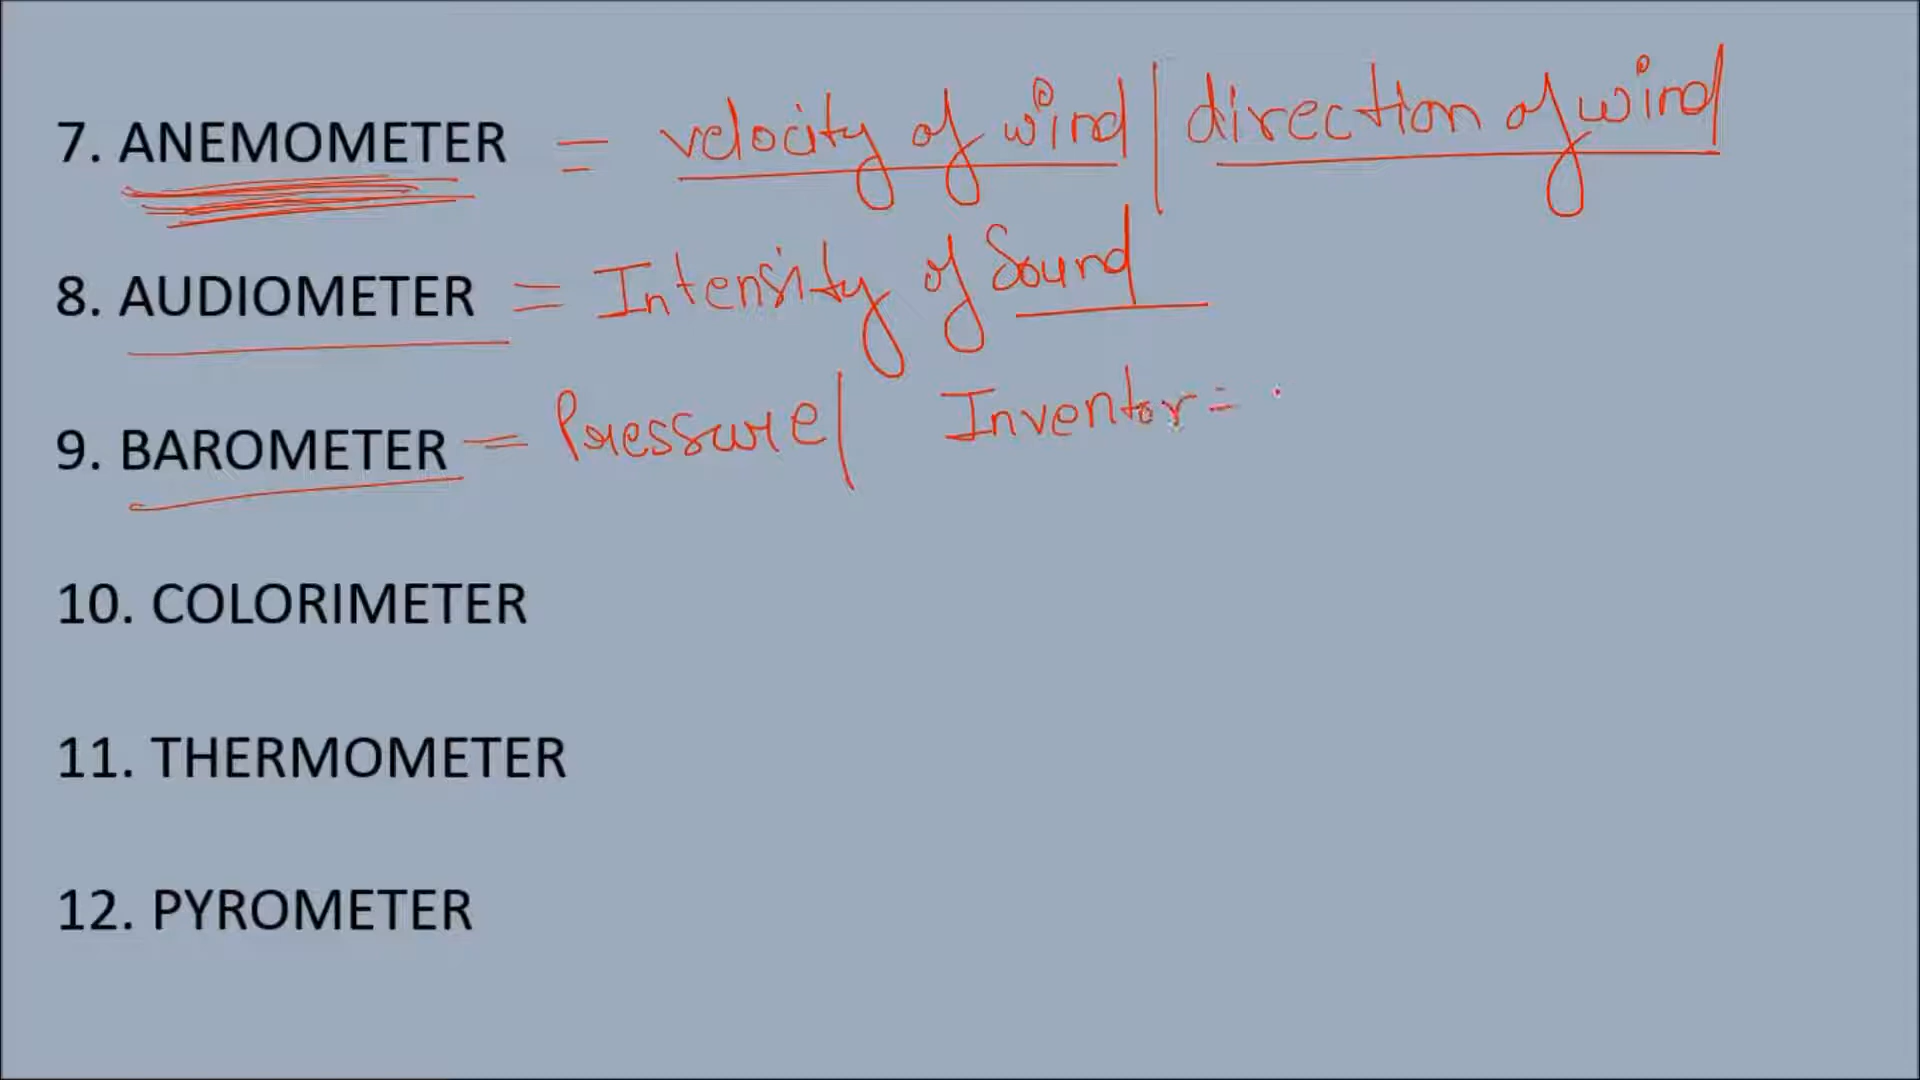 7. ANEMOMETER = velocity of wind | direction of wind
8. AUDIOMETER = Intensity of Sound
9. BAROMETER = Pressure | Inventor =
10. COLORIMETER
11. THERMOMETER
12. PYROMETER